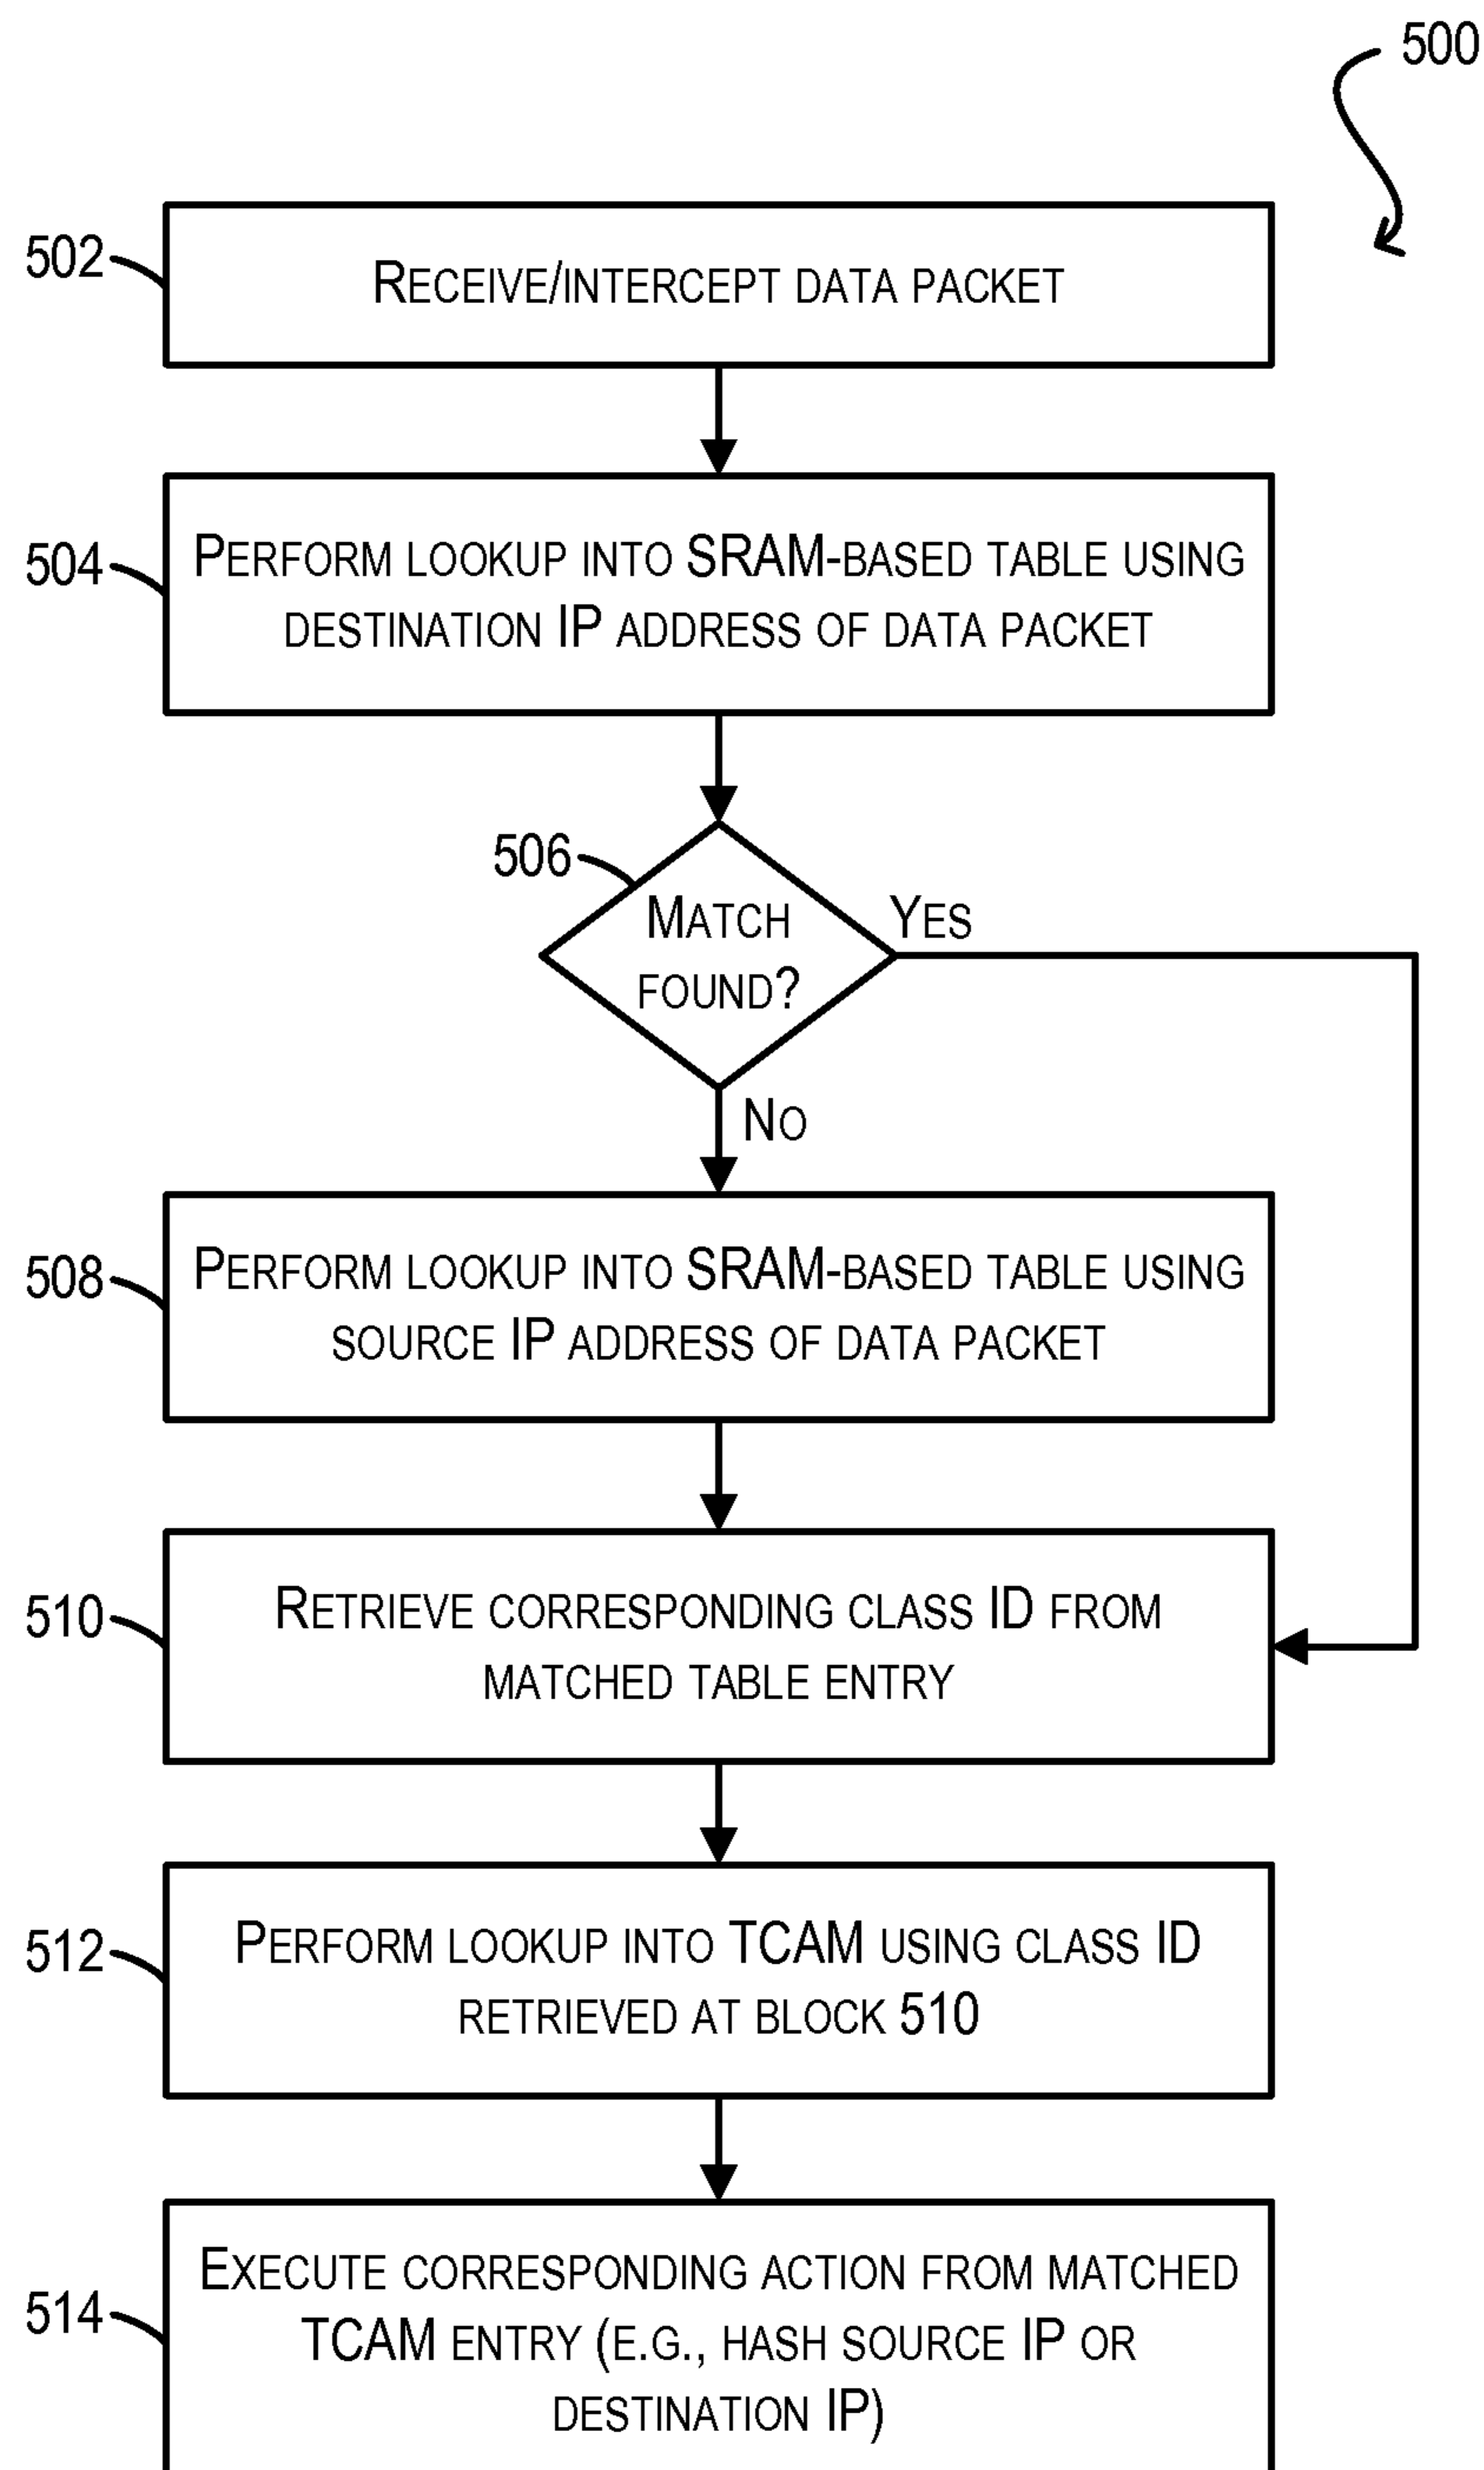 500
502
RECEIVE/INTERCEPT DATA PACKET
504
PERFORM LOOKUP INTO SRAM-BASED TABLE USING
DESTINATION IP ADDRESS OF DATA PACKET
506
MATCH
FOUND?
YES
NO
508
PERFORM LOOKUP INTO SRAM-BASED TABLE USING
SOURCE IP ADDRESS OF DATA PACKET
510
RETRIEVE CORRESPONDING CLASS ID FROM
MATCHED TABLE ENTRY
512
PERFORM LOOKUP INTO TCAM USING CLASS ID
RETRIEVED AT BLOCK 510
514
EXECUTE CORRESPONDING ACTION FROM MATCHED
TCAM ENTRY (E.G., HASH SOURCE IP OR
DESTINATION IP)